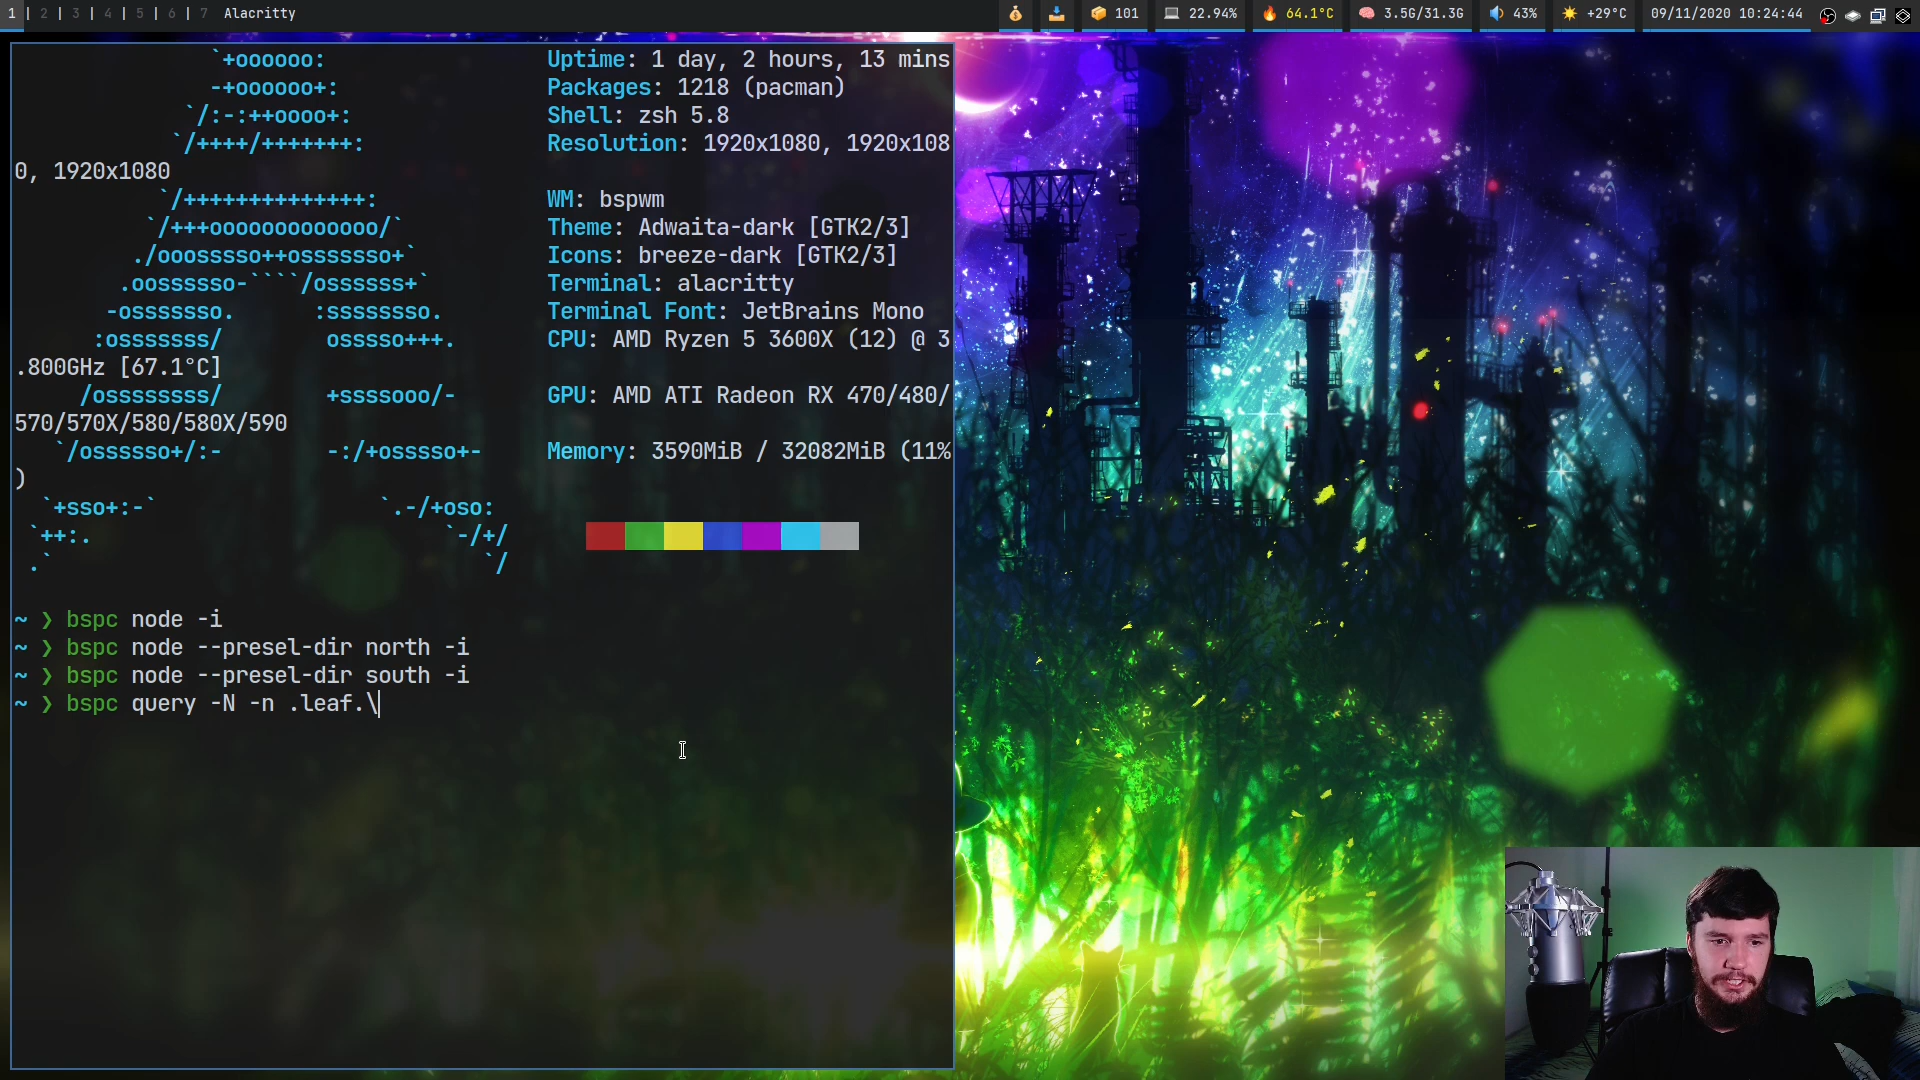 1 | 2 | 3 | 4 | 5 | 6 | 7 Alacritty 101 22.94% 64.1°C 3.5G/31.3G 43% +29°C 09/11/2020 10:24:44
`+oooooo: Uptime: 1 day, 2 hours, 13 mins
-+oooooo+: Packages: 1218 (pacman)
`/:-:++oooo+: Shell: zsh 5.8
`/++++/+++++++: Resolution: 1920x1080, 1920x108
0, 1920x1080
`/++++++++++++++: WM: bspwm
`/+++ooooooooooooo/` Theme: Adwaita-dark [GTK2/3]
./ooosssso++osssssso+` Icons: breeze-dark [GTK2/3]
.oossssso-````/ossssss+` Terminal: alacritty
-osssssso. :ssssssso. Terminal Font: JetBrains Mono
:osssssss/ osssso+++. CPU: AMD Ryzen 5 3600X (12) @ 3
.800GHz [67.1°C]
/ossssssss/ +ssssooo/- GPU: AMD ATI Radeon RX 470/480/
570/570X/580/580X/590
`/ossssso+/:- -:/+osssso+- Memory: 3590MiB / 32082MiB (11%
)
`+sso+:-` `.-/+oso:
`++:. `-/+/
.` `/
~ ❯ bspc node -i
~ ❯ bspc node --presel-dir north -i
~ ❯ bspc node --presel-dir south -i
~ ❯ bspc query -N -n .leaf.\